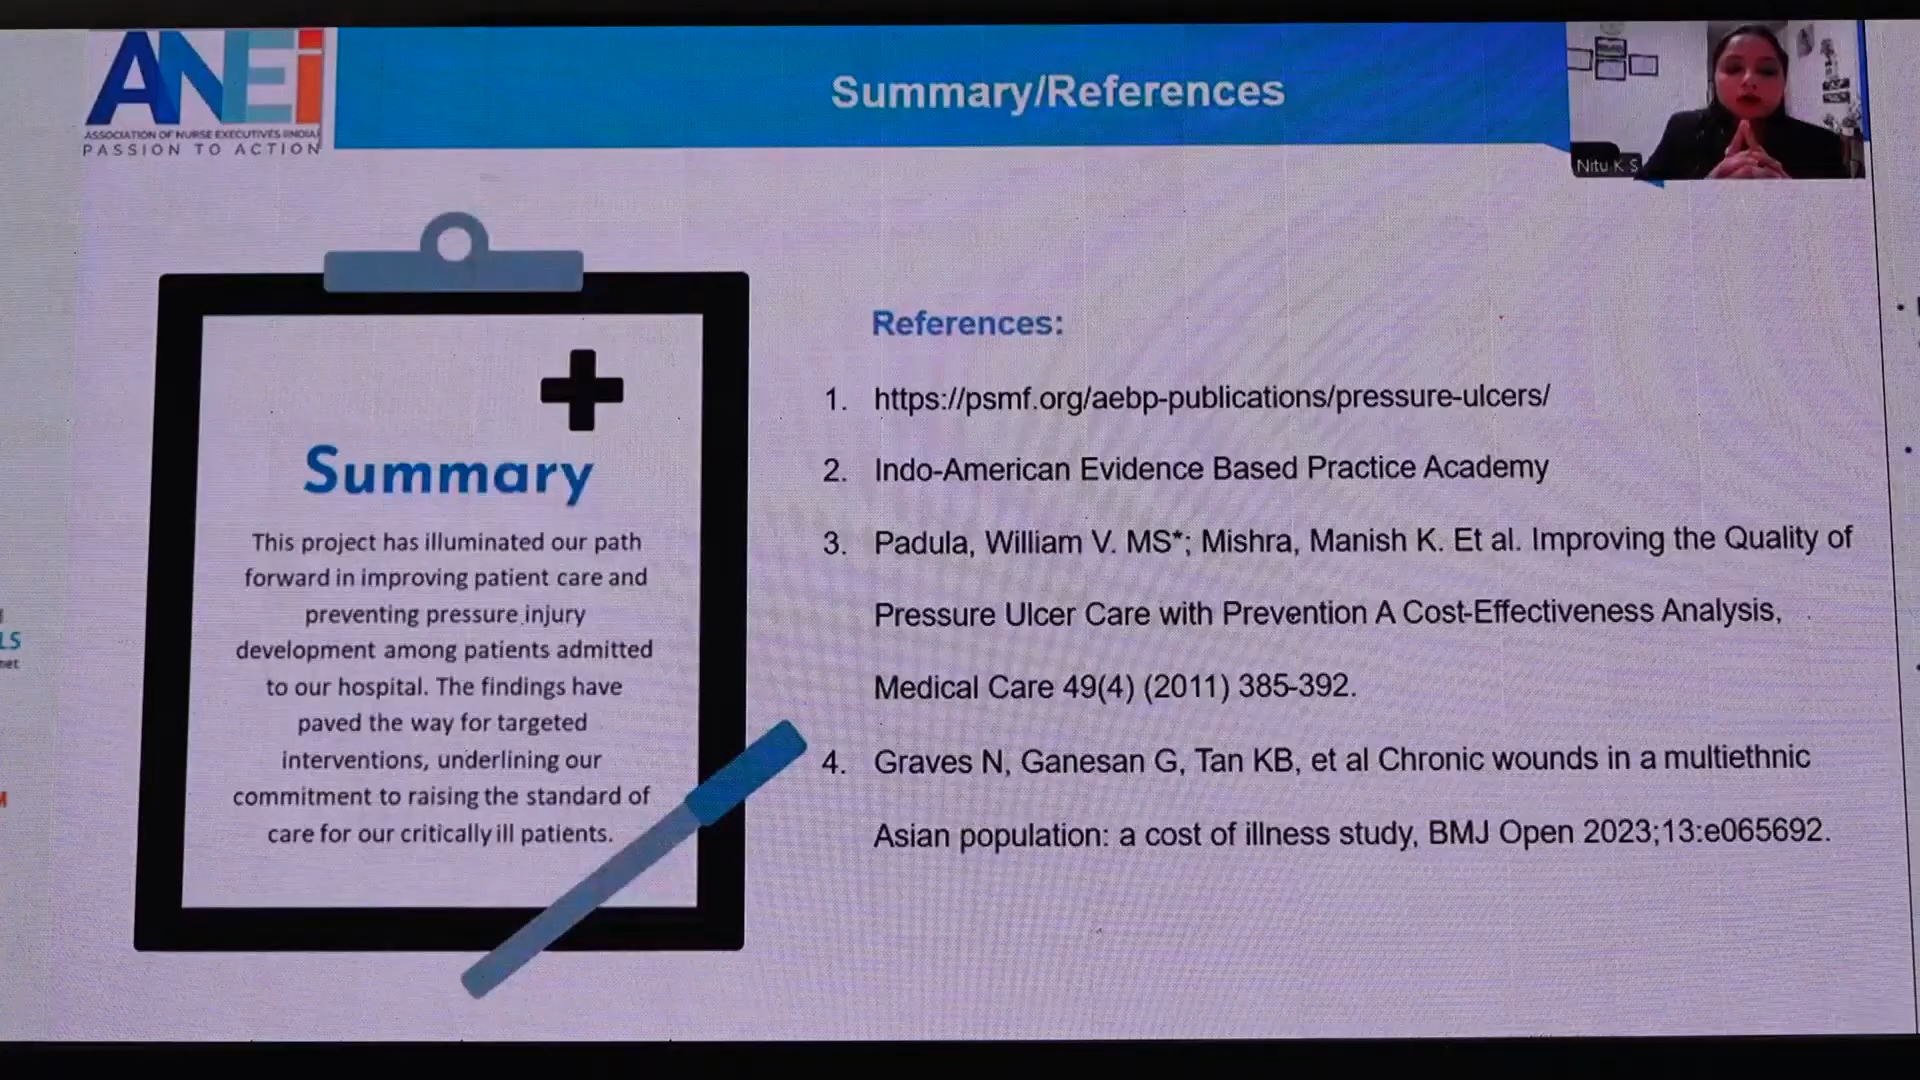 ANEi
ASSOCIATION OF NURSE EXECUTIVES (INDIA)
PASSION TO ACTION
Summary/References
Nitu K S
Summary
This project has illuminated our path
forward in improving patient care and
preventing pressure injury
development among patients admitted
to our hospital. The findings have
paved the way for targeted
interventions, underlining our
commitment to raising the standard of
care for our critically ill patients.
References:
1. https://psmf.org/aebp-publications/pressure-ulcers/
2. Indo-American Evidence Based Practice Academy
3. Padula, William V. MS*; Mishra, Manish K. Et al. Improving the Quality of
Pressure Ulcer Care with Prevention A Cost-Effectiveness Analysis,
Medical Care 49(4) (2011) 385-392.
4. Graves N, Ganesan G, Tan KB, et al Chronic wounds in a multiethnic
Asian population: a cost of illness study, BMJ Open 2023;13:e065692.
LS
net
M